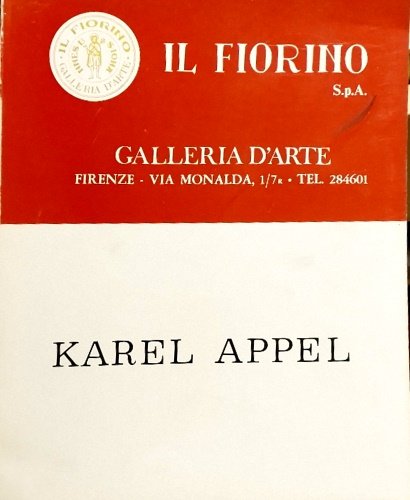 · IL FIORINO ·
GALLERIA D'ARTE
IL FIORINO
S.p.A.
GALLERIA D'ARTE
FIRENZE - VIA MONALDA, 1/7R • TEL. 284601
KAREL APPEL